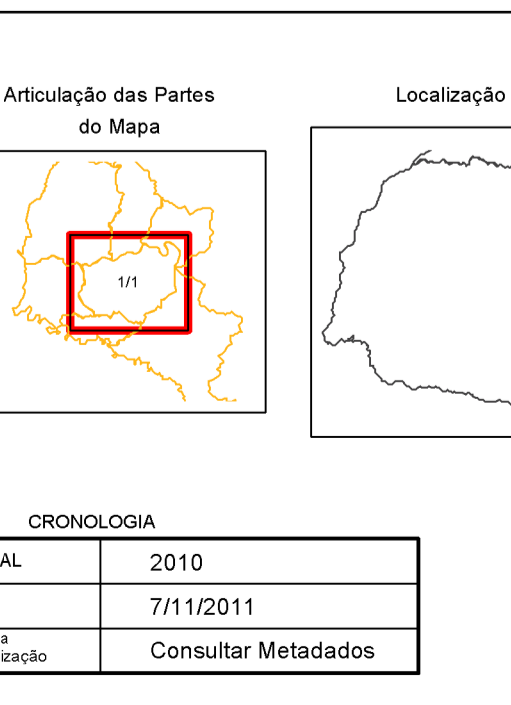 Articulação das Partes
do Mapa
Localização
1/1
CRONOLOGIA
AL 2010
7/11/2011
a
ização Consultar Metadados